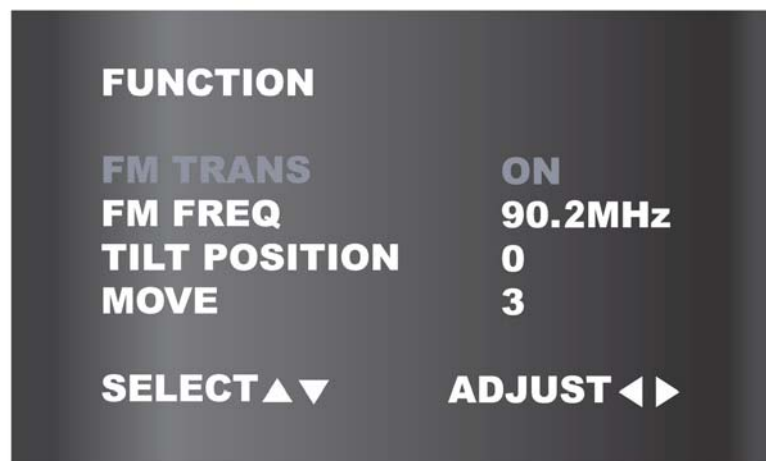 FUNCTION
FM TRANS ON
FM FREQ 90.2MHz
TILT POSITION 0
MOVE 3
SELECT▲▼ ADJUST◀▶